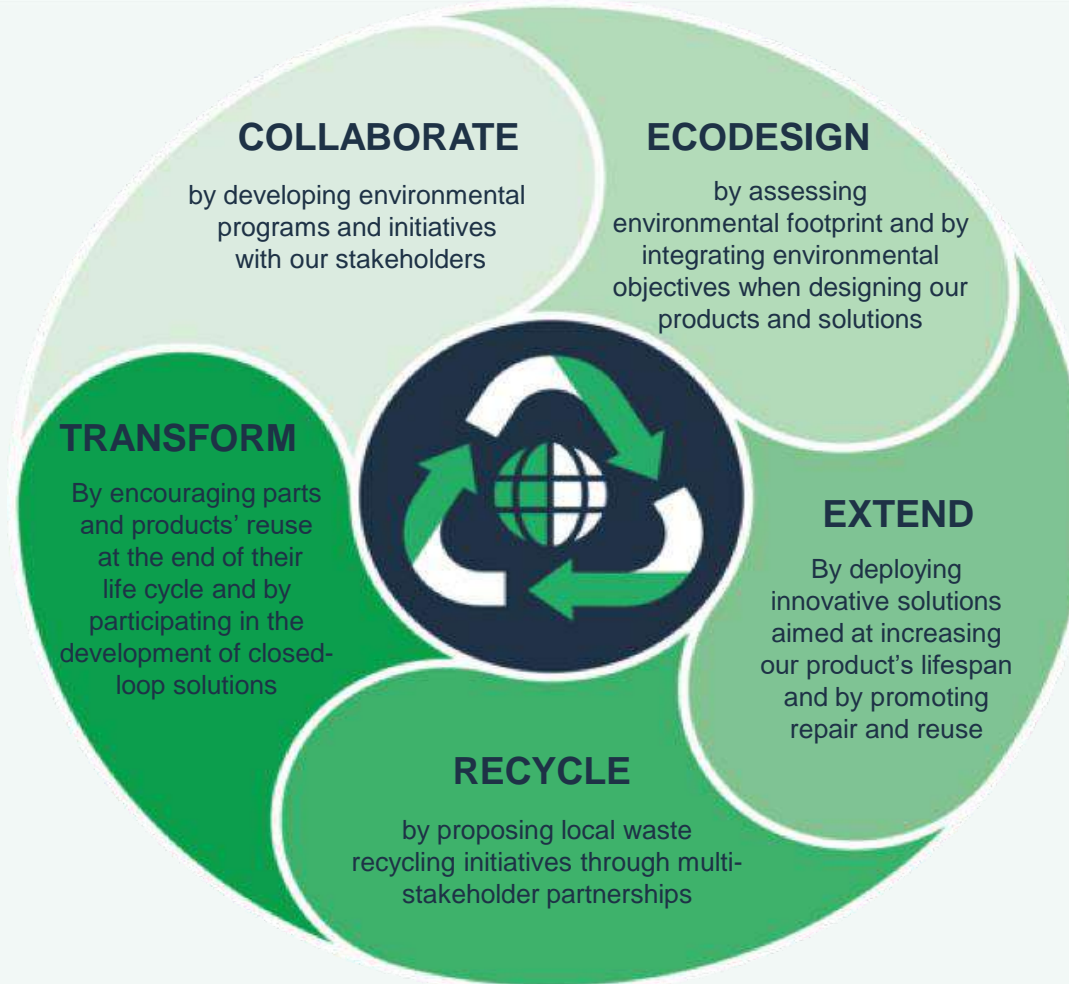 COLLABORATE
by developing environmental
programs and initiatives
with our stakeholders
ECODESIGN
by assessing
environmental footprint and by
integrating environmental
objectives when designing our
products and solutions
EXTEND
By deploying
innovative solutions
aimed at increasing
our product's lifespan
and by promoting
repair and reuse
RECYCLE
by proposing local waste
recycling initiatives through multi-
stakeholder partnerships
TRANSFORM
By encouraging parts
and products’ reuse
at the end of their
life cycle and by
participating in the
development of closed-
loop solutions